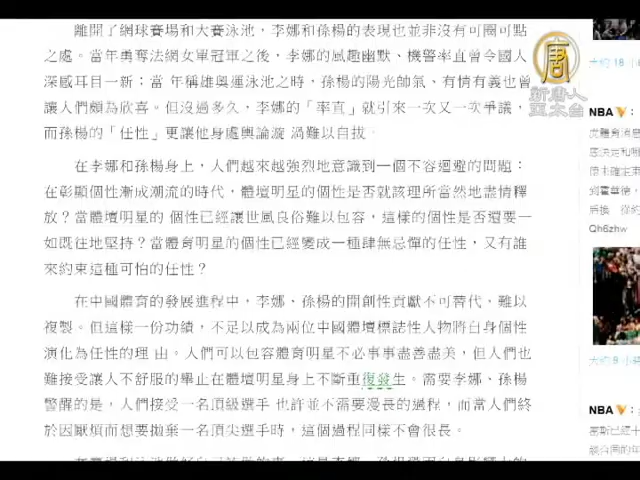 離開了網球賽場和大賽泳池，李娜和孫楊的表現也並非沒有可圈可點
之處。當年勇奪法網女單冠軍之後，李娜的風趣幽默、機警率直曾令國人
深感耳目一新；當 年稱雄奧運泳池之時，孫楊的陽光帥氣、有情有義也曾
讓人們頗為欣喜。但沒過多久，李娜的「率直」就引來一次又一次爭議，
而孫楊的「任性」更讓他身處輿論漩 渦難以自拔。
在李娜和孫楊身上，人們越來越強烈地意識到一個不容迴避的問題：
在彰顯個性漸成潮流的時代，體壇明星的個性是否就該理所當然地盡情釋
放？當體壇明星的 個性已經讓世風良俗難以包容，這樣的個性是否還要一
如既往地堅持？當體育明星的個性已經變成一種肆無忌憚的任性，又有誰
來約束這種可怕的任性？
在中國體育的發展進程中，李娜、孫楊的開創性貢獻不可替代、難以
複製。但這樣一份功績，不足以成為兩位中國體壇標誌性人物將自身個性
演化為任性的理 由。人們可以包容體育明星不必事事盡善盡美，但人們也
難接受讓人不舒服的舉止在體壇明星身上不斷重復發生。需要李娜、孫楊
警醒的是，人們接受一名頂級選手 也許並不需要漫長的過程，而當人們終
於因厭煩而想要拋棄一名頂尖選手時，這個過程同樣不會很長。
新唐人
亞太台
大約 18 小
NBA V：
Qh6zhw
大約 9 小
NBA V：